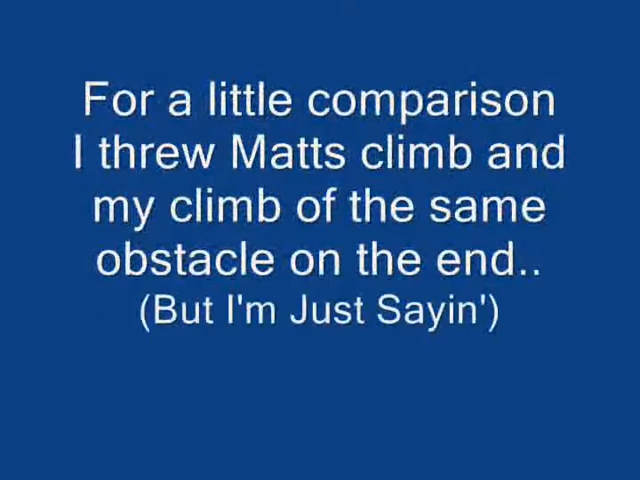 For a little comparison
I threw Matts climb and
my climb of the same
obstacle on the end..
(But I'm Just Sayin')